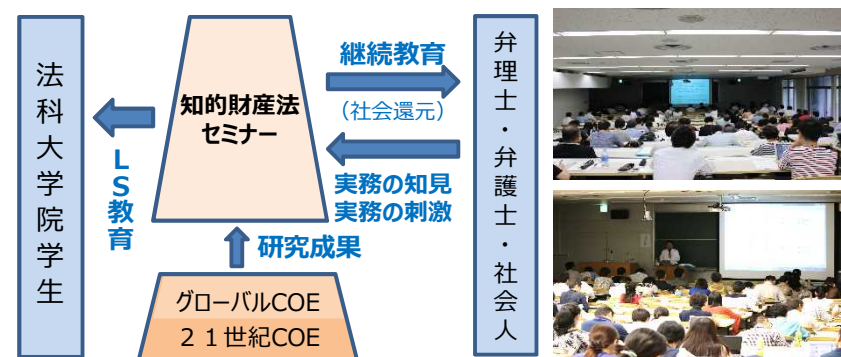 法科大学院学生
LS教育
知的財産法
セミナー
継続教育
(社会還元)
実務の知見
実務の刺激
研究成果
グローバルCOE
21世紀COE
弁理士・弁護士・社会人